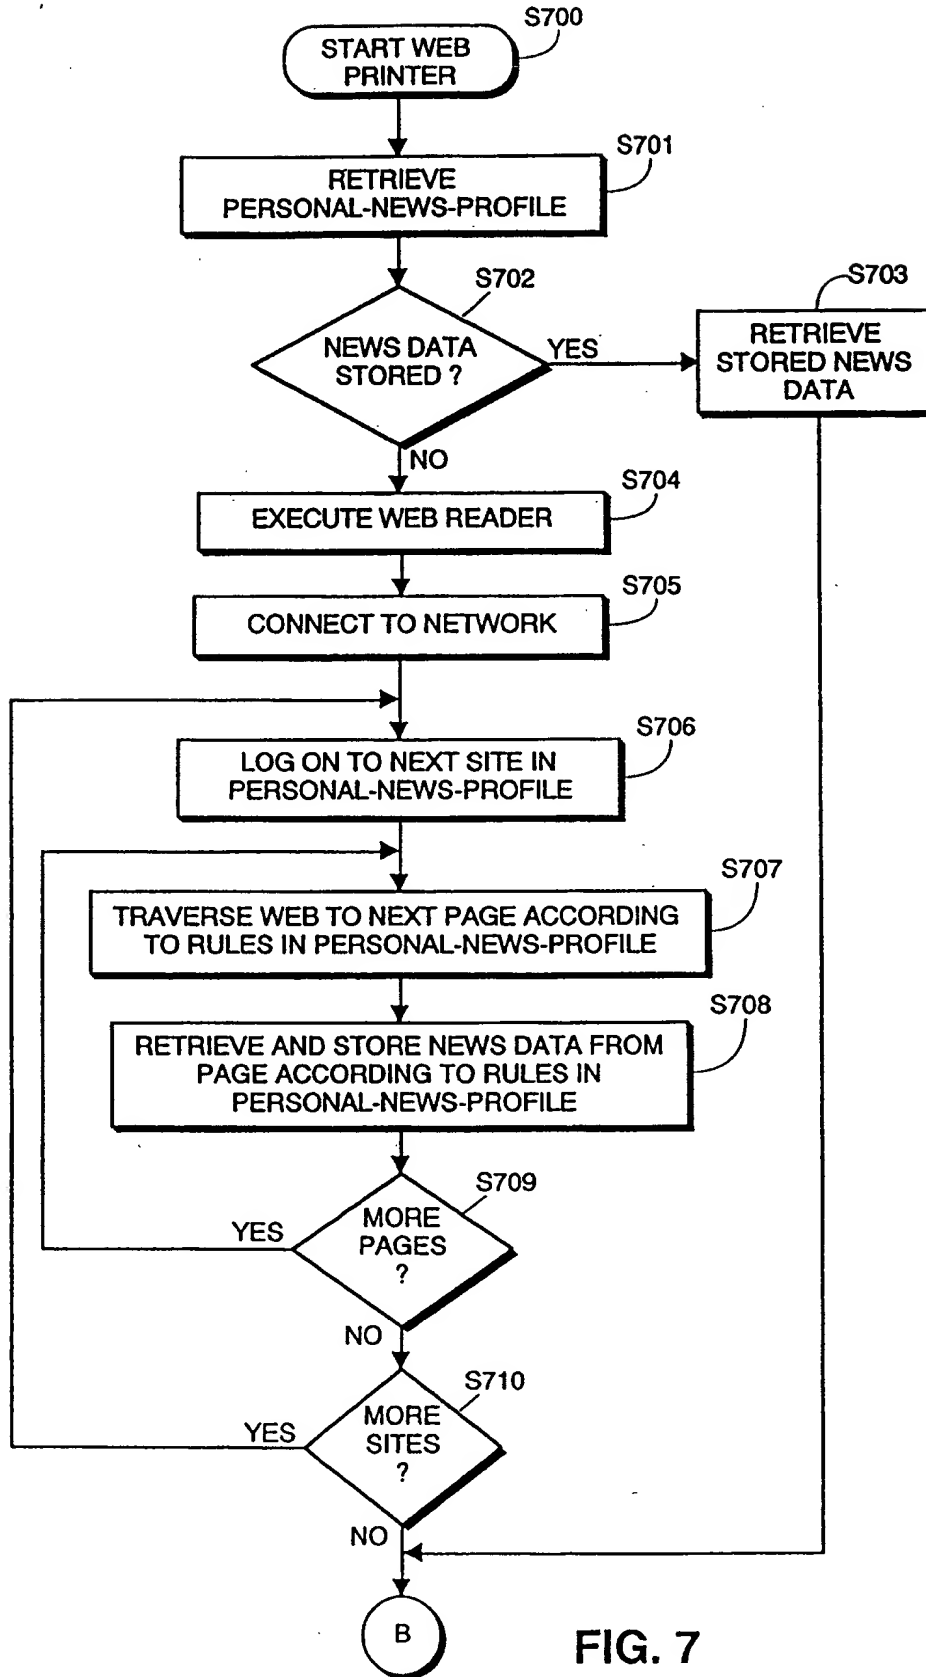 S700
START WEB
PRINTER
S701
RETRIEVE
PERSONAL-NEWS-PROFILE
S702
NEWS DATA
STORED ?
YES
S703
RETRIEVE
STORED NEWS
DATA
NO
S704
EXECUTE WEB READER
S705
CONNECT TO NETWORK
S706
LOG ON TO NEXT SITE IN
PERSONAL-NEWS-PROFILE
S707
TRAVERSE WEB TO NEXT PAGE ACCORDING
TO RULES IN PERSONAL-NEWS-PROFILE
S708
RETRIEVE AND STORE NEWS DATA FROM
PAGE ACCORDING TO RULES IN
PERSONAL-NEWS-PROFILE
S709
MORE
PAGES
?
YES
NO
S710
MORE
SITES
?
YES
NO
B
FIG. 7